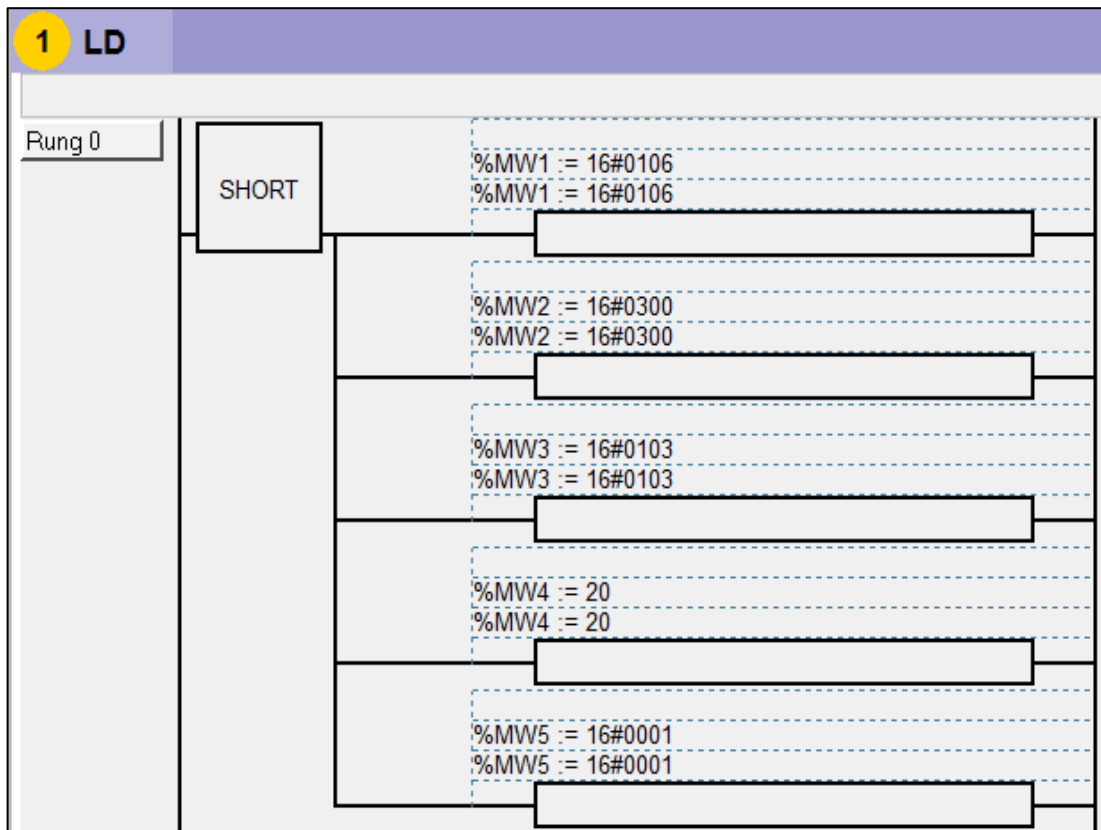 1 LD
Rung 0
SHORT
%MW1 := 16#0106
%MW1 := 16#0106
%MW2 := 16#0300
%MW2 := 16#0300
%MW3 := 16#0103
%MW3 := 16#0103
%MW4 := 20
%MW4 := 20
%MW5 := 16#0001
%MW5 := 16#0001